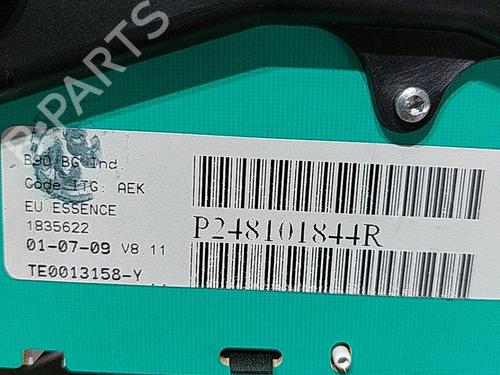 B-PARTS
B90 BG Ind
Code ITG: AEK
EU ESSENCE
1835622
01-07-09 V8.11
TE0013158-Y
P248101844R